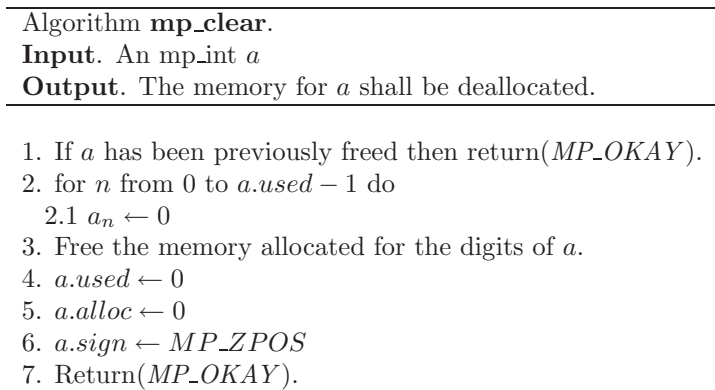 Algorithm mp_clear.
Input. An mp_int a
Output. The memory for a shall be deallocated.
1. If a has been previously freed then return(MP_OKAY).
2. for n from 0 to a.used − 1 do
2.1 aₙ ← 0
3. Free the memory allocated for the digits of a.
4. a.used ← 0
5. a.alloc ← 0
6. a.sign ← MP_ZPOS
7. Return(MP_OKAY).